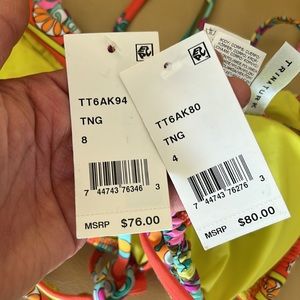 TT6AK94
TNG
8
7 44743 76346 3
MSRP $76.00
TT6AK80
TNG
4
7 44743 76276 3
MSRP $80.00
TRINA TURK